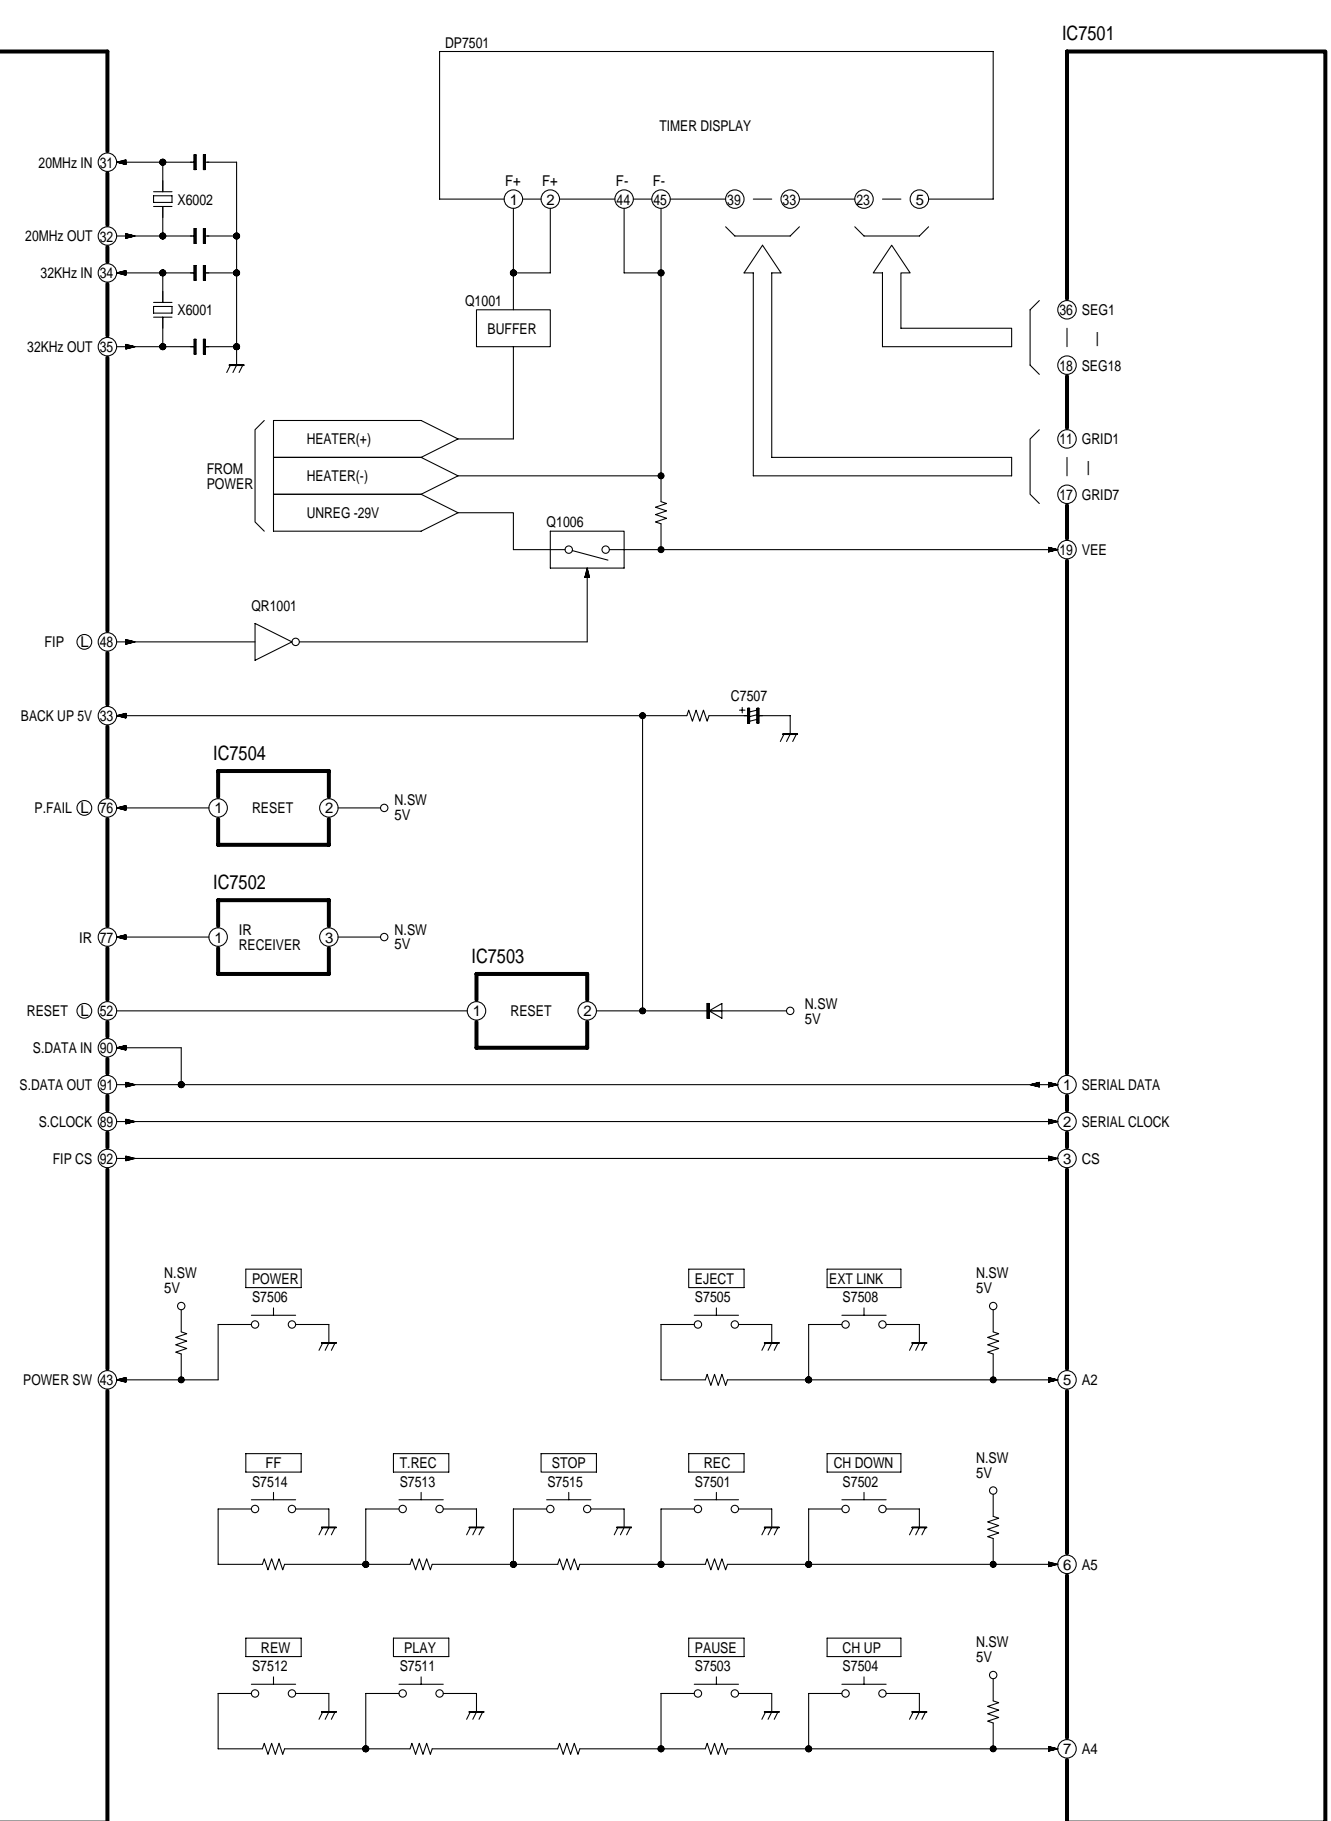 IC7501
DP7501
TIMER DISPLAY
F+ F+ F- F-
1 2 44 45 39 — 33 23 — 5
20MHz IN 31
X6002
20MHz OUT 32
32KHz IN 34
X6001
32KHz OUT 35
Q1001
BUFFER
36 SEG1
18 SEG18
11 GRID1
17 GRID7
FROM
POWER
HEATER(+)
HEATER(-)
UNREG -29V
Q1006
19 VEE
QR1001
FIP L 48
BACK UP 5V 33
C7507
+
IC7504
P.FAIL L 76
1 RESET 2
N.SW
5V
IC7502
IR 77
1 IR
RECEIVER 3
N.SW
5V
IC7503
RESET L 52
1 RESET 2
N.SW
5V
S.DATA IN 90
S.DATA OUT 91
1 SERIAL DATA
S.CLOCK 89
2 SERIAL CLOCK
FIP CS 92
3 CS
N.SW
5V
POWER
S7506
EJECT
S7505
EXT LINK
S7508
N.SW
5V
POWER SW 43
5 A2
FF
S7514
T.REC
S7513
STOP
S7515
REC
S7501
CH DOWN
S7502
N.SW
5V
6 A5
REW
S7512
PLAY
S7511
PAUSE
S7503
CH UP
S7504
N.SW
5V
7 A4